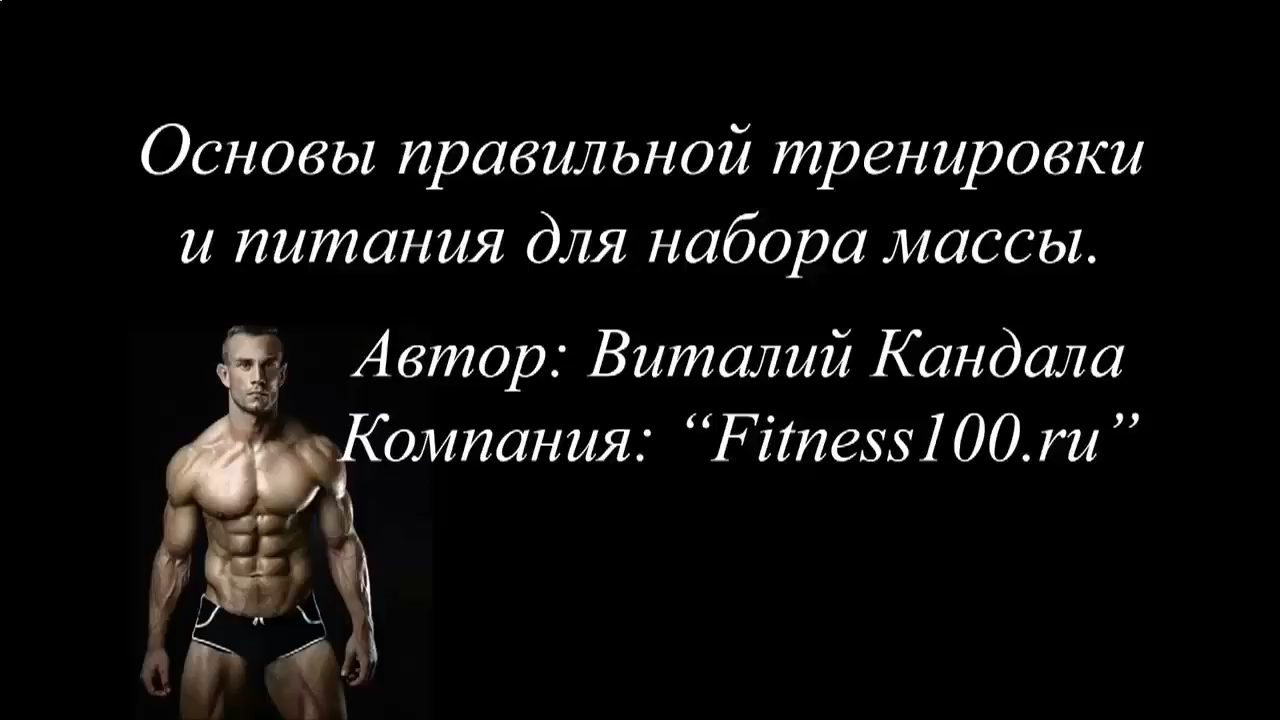 Основы правильной тренировки
и питания для набора массы.
Автор: Виталий Кандала
Компания: “Fitness100.ru”